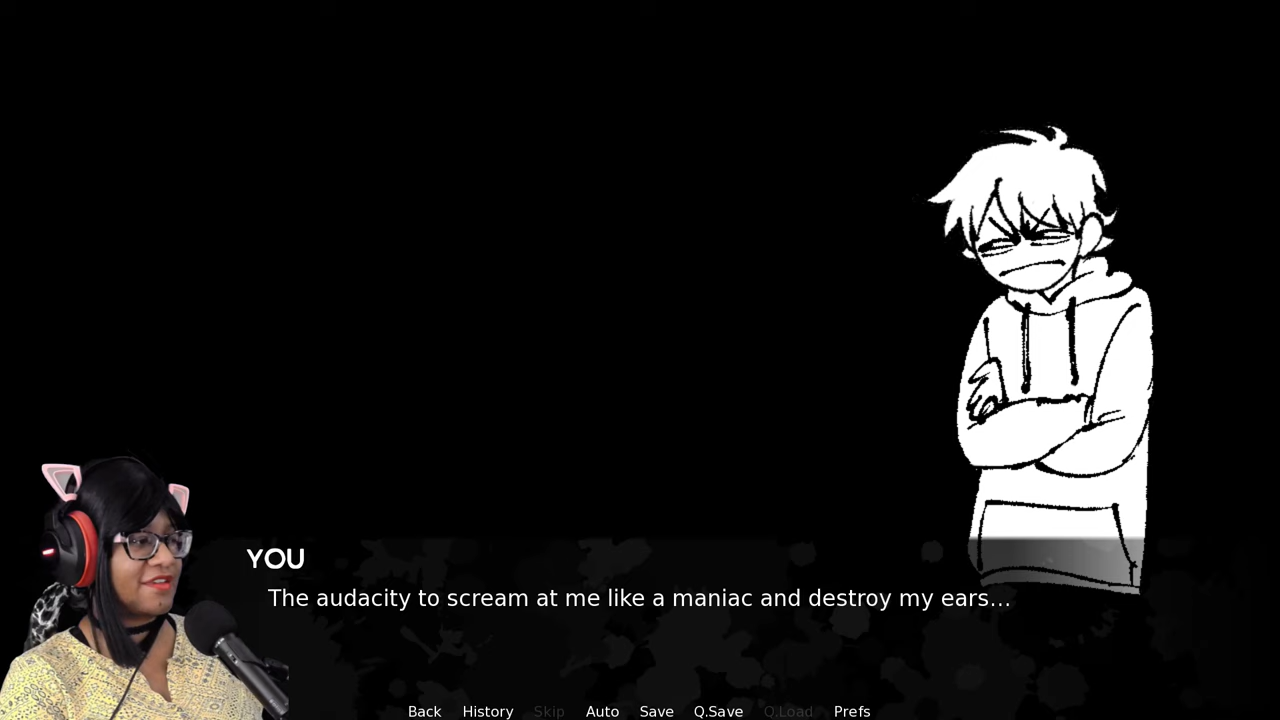 YOU
The audacity to scream at me like a maniac and destroy my ears...
Back History Skip Auto Save Q.Save Q.Load Prefs